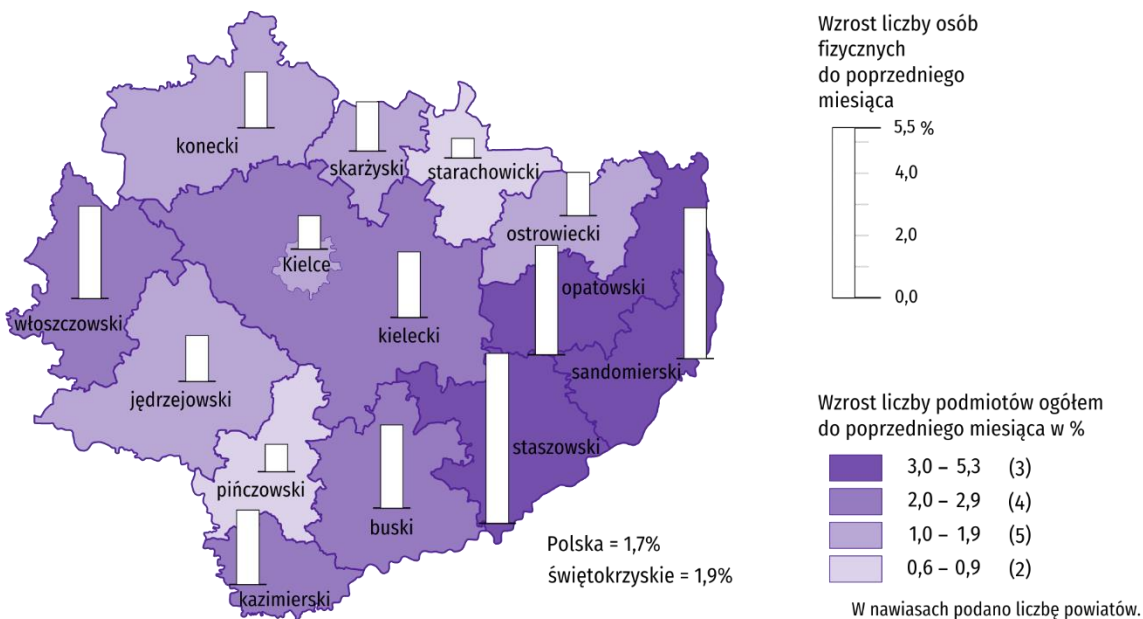 Wzrost liczby osób
fizycznych
do poprzedniego
miesiąca
5,5 %
4,0
2,0
0,0
konecki
skarżyski
starachowicki
ostrowiecki
Kielce
opatowski
włoszczowski
kielecki
sandomierski
jędrzejowski
staszowski
pińczowski
buski
kazimierski
Polska = 1,7%
świętokrzyskie = 1,9%
Wzrost liczby podmiotów ogółem
do poprzedniego miesiąca w %
3,0 – 5,3 (3)
2,0 – 2,9 (4)
1,0 – 1,9 (5)
0,6 – 0,9 (2)
W nawiasach podano liczbę powiatów.